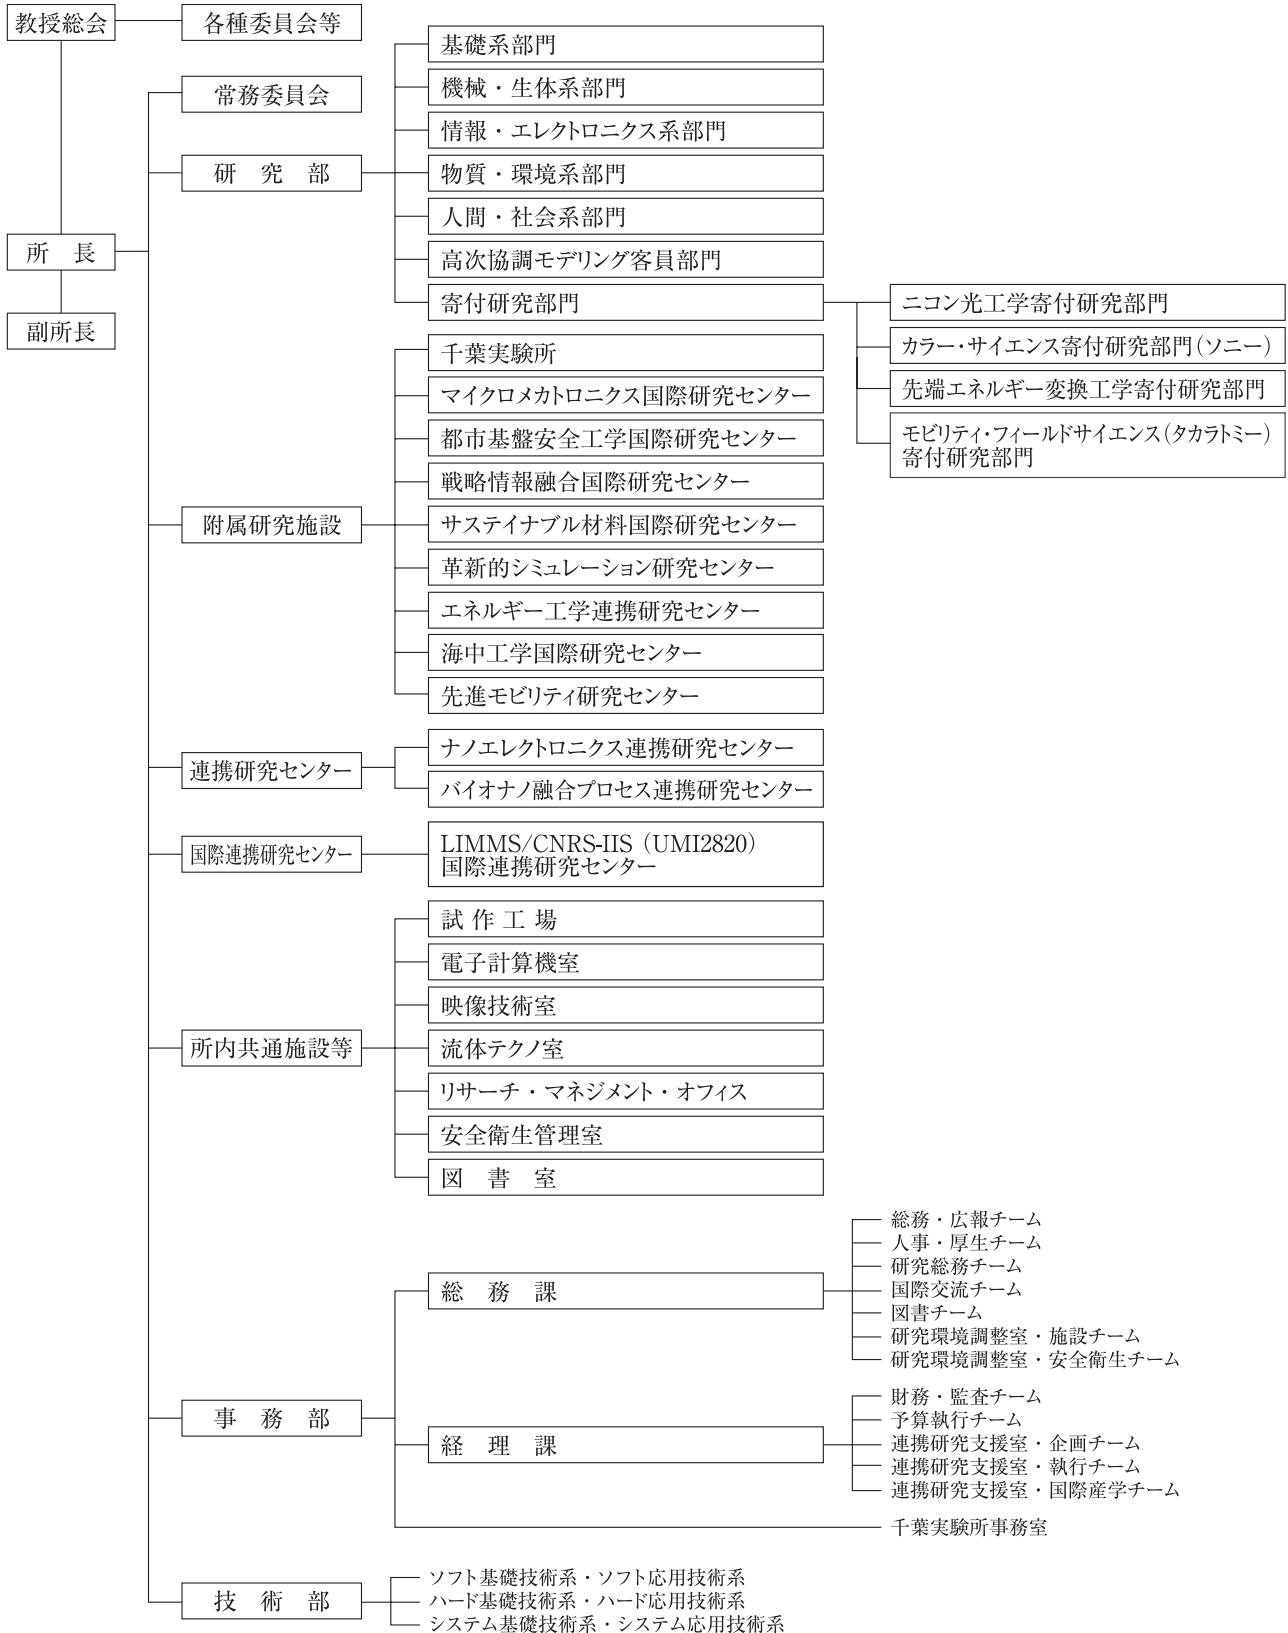 教授総会
各種委員会等
常務委員会
所　長
副所長
研　究　部
基礎系部門
機械・生体系部門
情報・エレクトロニクス系部門
物質・環境系部門
人間・社会系部門
高次協調モデリング客員部門
寄付研究部門
ニコン光工学寄付研究部門
カラー・サイエンス寄付研究部門（ソニー）
先端エネルギー変換工学寄付研究部門
モビリティ・フィールドサイエンス（タカラトミー）
寄付研究部門
附属研究施設
千葉実験所
マイクロメカトロニクス国際研究センター
都市基盤安全工学国際研究センター
戦略情報融合国際研究センター
サステイナブル材料国際研究センター
革新的シミュレーション研究センター
エネルギー工学連携研究センター
海中工学国際研究センター
先進モビリティ研究センター
連携研究センター
ナノエレクトロニクス連携研究センター
バイオナノ融合プロセス連携研究センター
国際連携研究センター
LIMMS/CNRS-IIS（UMI2820）
国際連携研究センター
所内共通施設等
試 作 工 場
電子計算機室
映像技術室
流体テクノ室
リサーチ・マネジメント・オフィス
安全衛生管理室
図　書　室
事　務　部
総　務　課
総務・広報チーム
人事・厚生チーム
研究総務チーム
国際交流チーム
図書チーム
研究環境調整室・施設チーム
研究環境調整室・安全衛生チーム
経　理　課
財務・監査チーム
予算執行チーム
連携研究支援室・企画チーム
連携研究支援室・執行チーム
連携研究支援室・国際産学チーム
千葉実験所事務室
技　術　部
ソフト基礎技術系・ソフト応用技術系
ハード基礎技術系・ハード応用技術系
システム基礎技術系・システム応用技術系